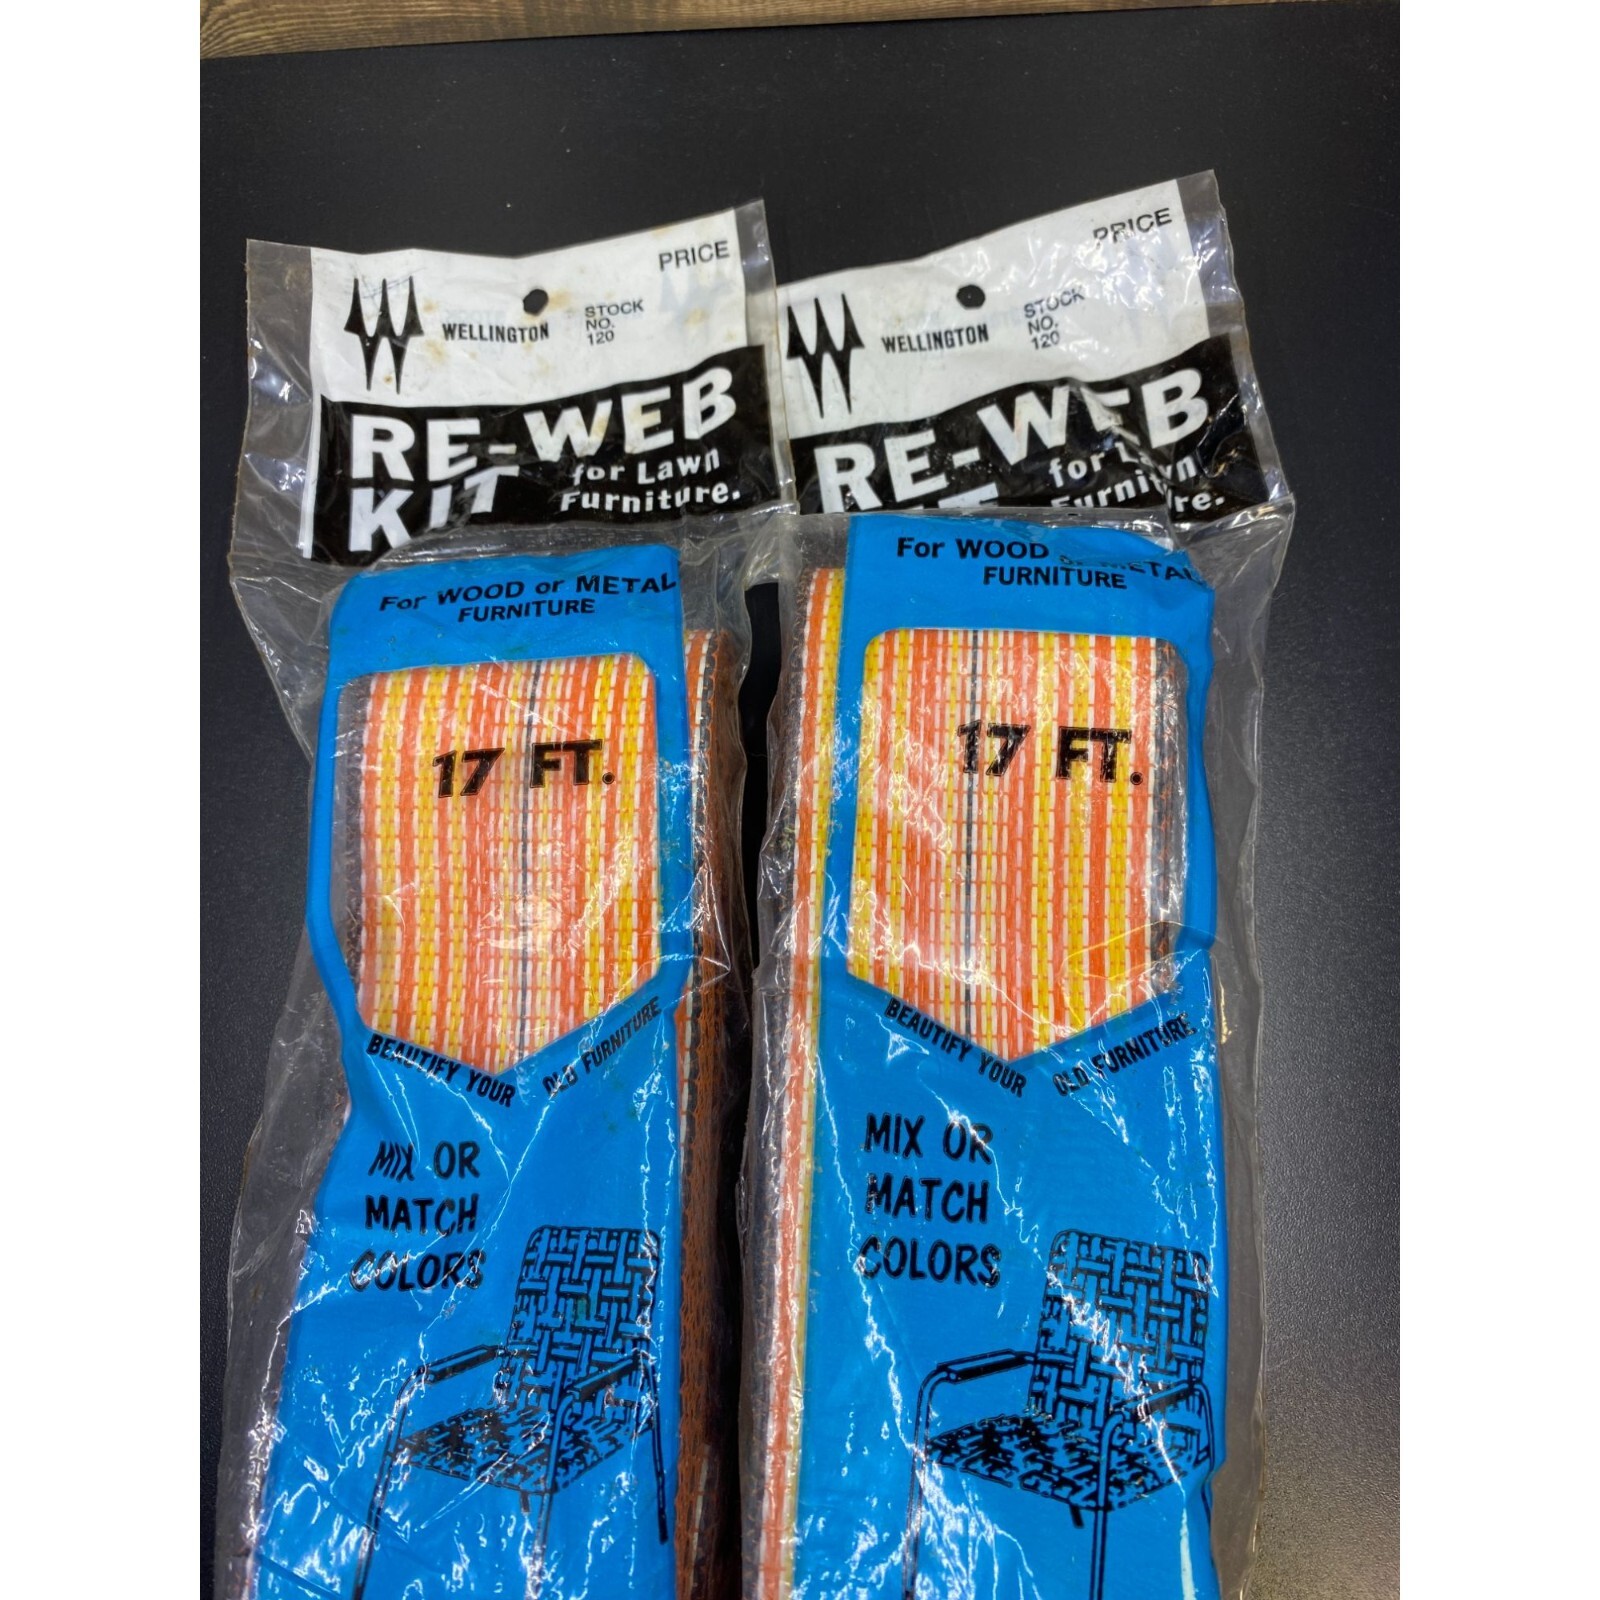 PRICE
WELLINGTON
STOCK
NO.
120
RE-WEB
KIT
for Lawn
Furniture.
For WOOD or METAL
FURNITURE
17 FT.
BEAUTIFY YOUR OLD FURNITURE
MIX OR
MATCH
COLORS
PRICE
WELLINGTON
STOCK
NO.
120
RE-WEB
for Lawn
Furniture.
For WOOD or METAL
FURNITURE
17 FT.
BEAUTIFY YOUR OLD FURNITURE
MIX OR
MATCH
COLORS